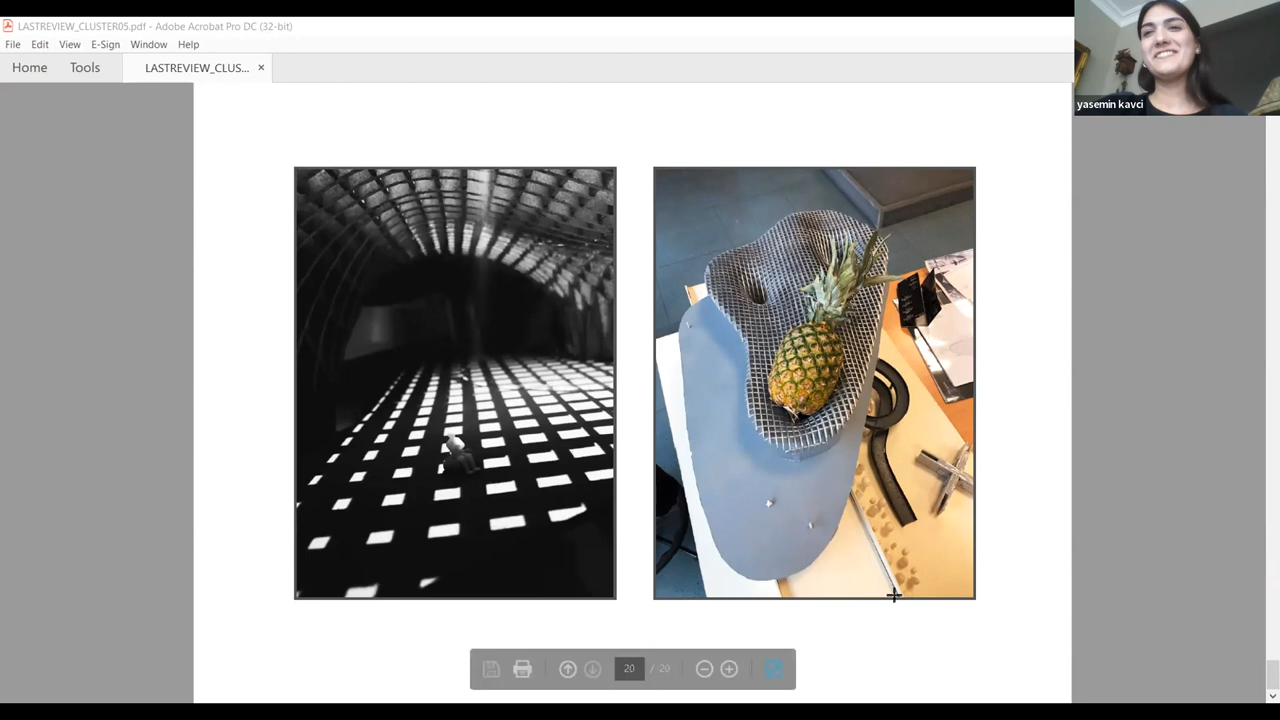 LASTREVIEW_CLUSTER05.pdf - Adobe Acrobat Pro DC (32-bit)
File Edit View E-Sign Window Help
Home Tools LASTREVIEW_CLUS... ×
yasemin kavci
20 / 20